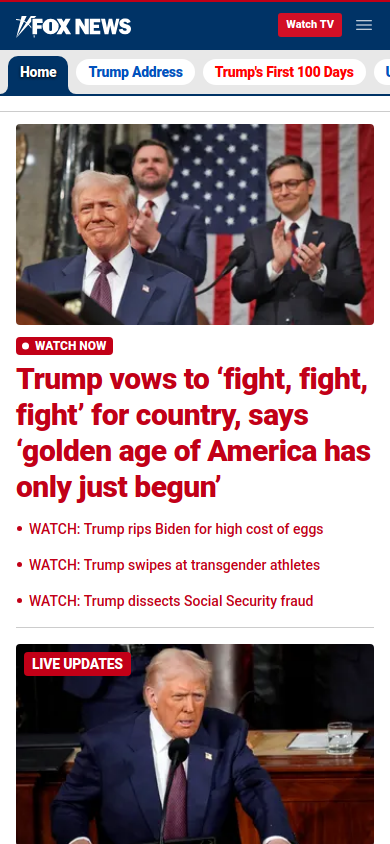 FOX NEWS
Watch TV
Home
Trump Address
Trump's First 100 Days
WATCH NOW
Trump vows to ‘fight, fight,
fight’ for country, says
‘golden age of America has
only just begun’
• WATCH: Trump rips Biden for high cost of eggs
• WATCH: Trump swipes at transgender athletes
• WATCH: Trump dissects Social Security fraud
LIVE UPDATES